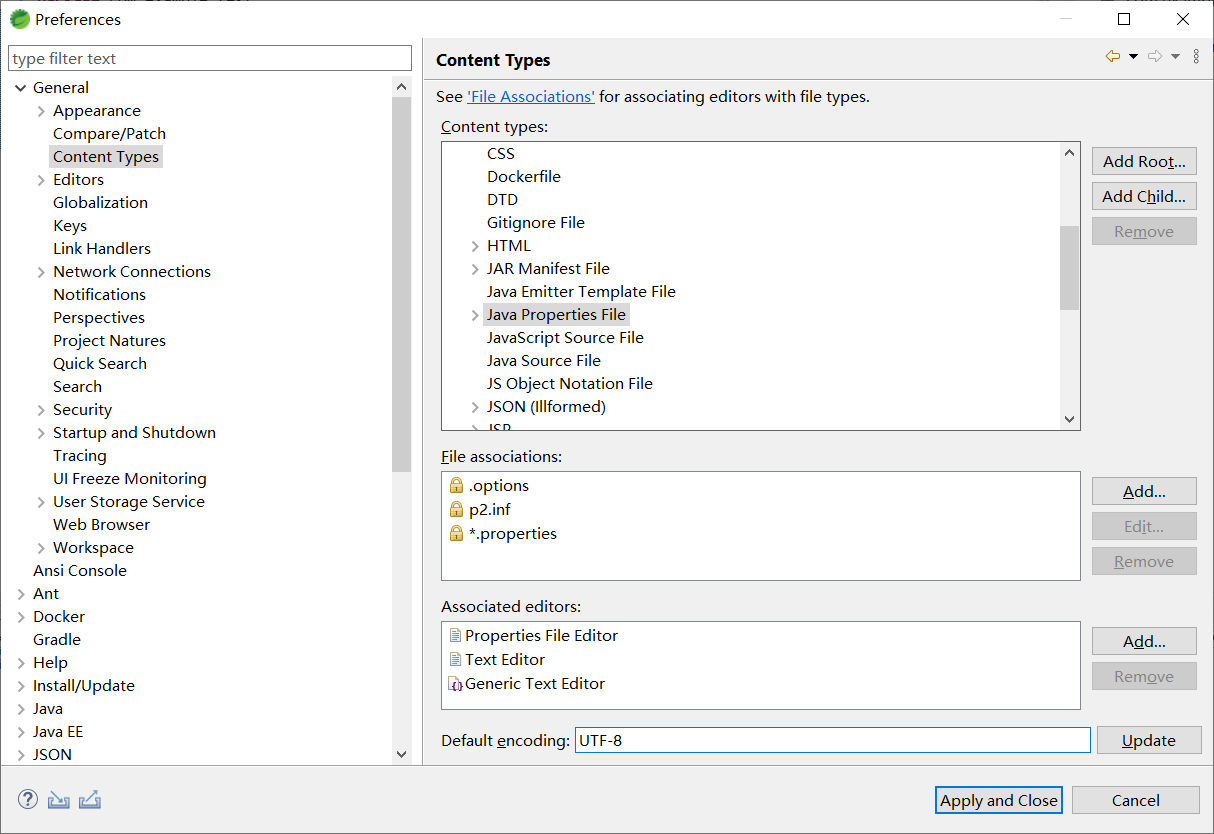 Preferences
type filter text
General
Appearance
Compare/Patch
Content Types
Editors
Globalization
Keys
Link Handlers
Network Connections
Notifications
Perspectives
Project Natures
Quick Search
Search
Security
Startup and Shutdown
Tracing
UI Freeze Monitoring
User Storage Service
Web Browser
Workspace
Ansi Console
Ant
Docker
Gradle
Help
Install/Update
Java
Java EE
JSON
Content Types
See 'File Associations' for associating editors with file types.
Content types:
CSS
Dockerfile
DTD
Gitignore File
HTML
JAR Manifest File
Java Emitter Template File
Java Properties File
JavaScript Source File
Java Source File
JS Object Notation File
JSON (Illformed)
JSP
Add Root...
Add Child...
Remove
File associations:
.options
p2.inf
*.properties
Add...
Edit...
Remove
Associated editors:
Properties File Editor
Text Editor
Generic Text Editor
Add...
Remove
Default encoding: UTF-8 Update
Apply and Close Cancel